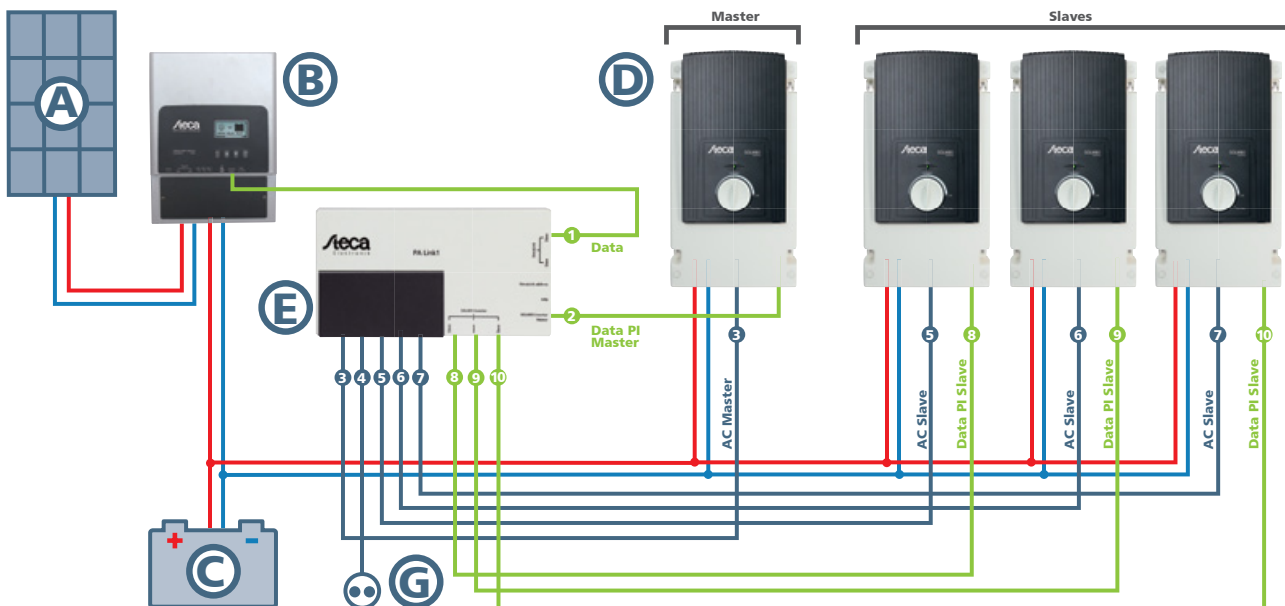 Master
Slaves
A
B
D
Steca
Steca
Steca
Steca
Steca
Steca
Elektronik
PA Link1
E
1
Data
2
Data PI
Master
3
4
5
6
7
8
9
10
3
5
8
6
9
7
10
AC Master
AC Slave
Data PI Slave
AC Slave
Data PI Slave
AC Slave
Data PI Slave
+
-
C
G